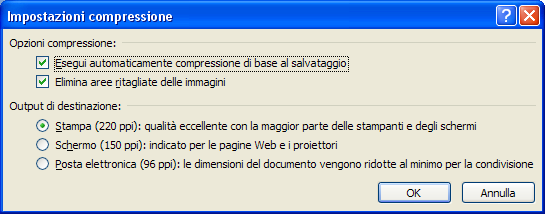 Impostazioni compressione
Opzioni compressione:
Esegui automaticamente compressione di base al salvataggio
Elimina aree ritagliate delle immagini
Output di destinazione:
Stampa (220 ppi): qualità eccellente con la maggior parte delle stampanti e degli schermi
Schermo (150 ppi): indicato per le pagine Web e i proiettori
Posta elettronica (96 ppi): le dimensioni del documento vengono ridotte al minimo per la condivisione
OK Annulla